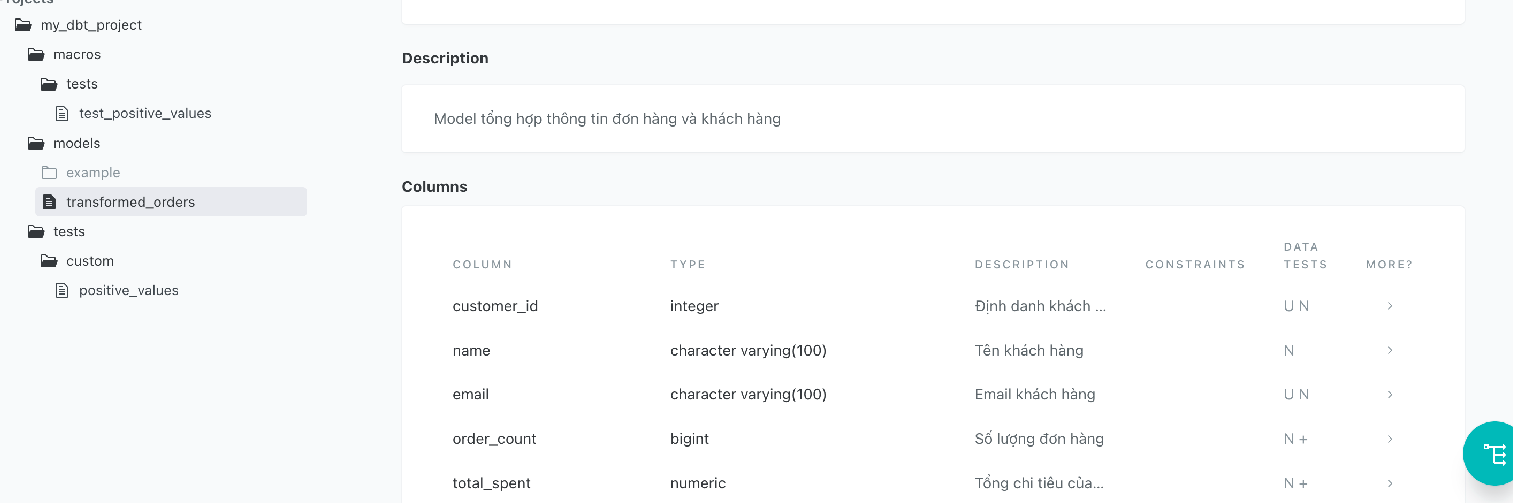 my_dbt_project
macros
tests
test_positive_values
models
example
transformed_orders
tests
custom
positive_values
Description
Model tổng hợp thông tin đơn hàng và khách hàng
Columns
COLUMN TYPE DESCRIPTION CONSTRAINTS DATA TESTS MORE?
customer_id integer Định danh khách ... U N
name character varying(100) Tên khách hàng N
email character varying(100) Email khách hàng U N
order_count bigint Số lượng đơn hàng N +
total_spent numeric Tổng chi tiêu của... N +